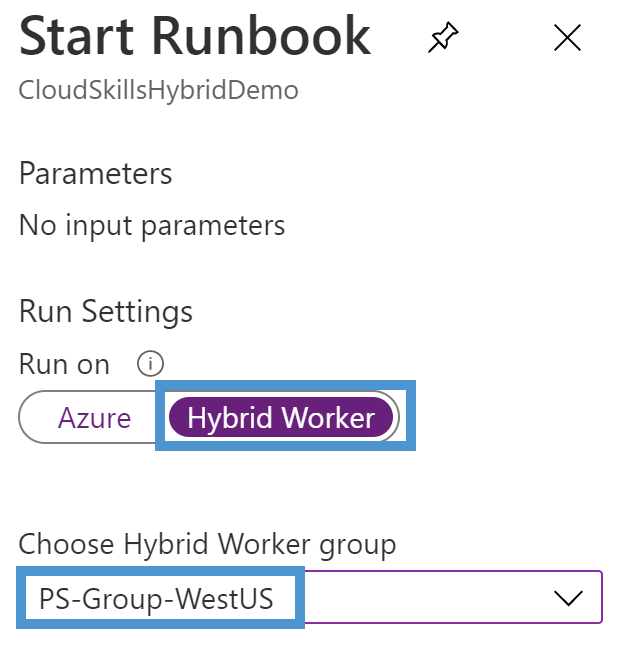 Start Runbook
CloudSkillsHybridDemo
Parameters
No input parameters
Run Settings
Run on
Azure Hybrid Worker
Choose Hybrid Worker group
PS-Group-WestUS